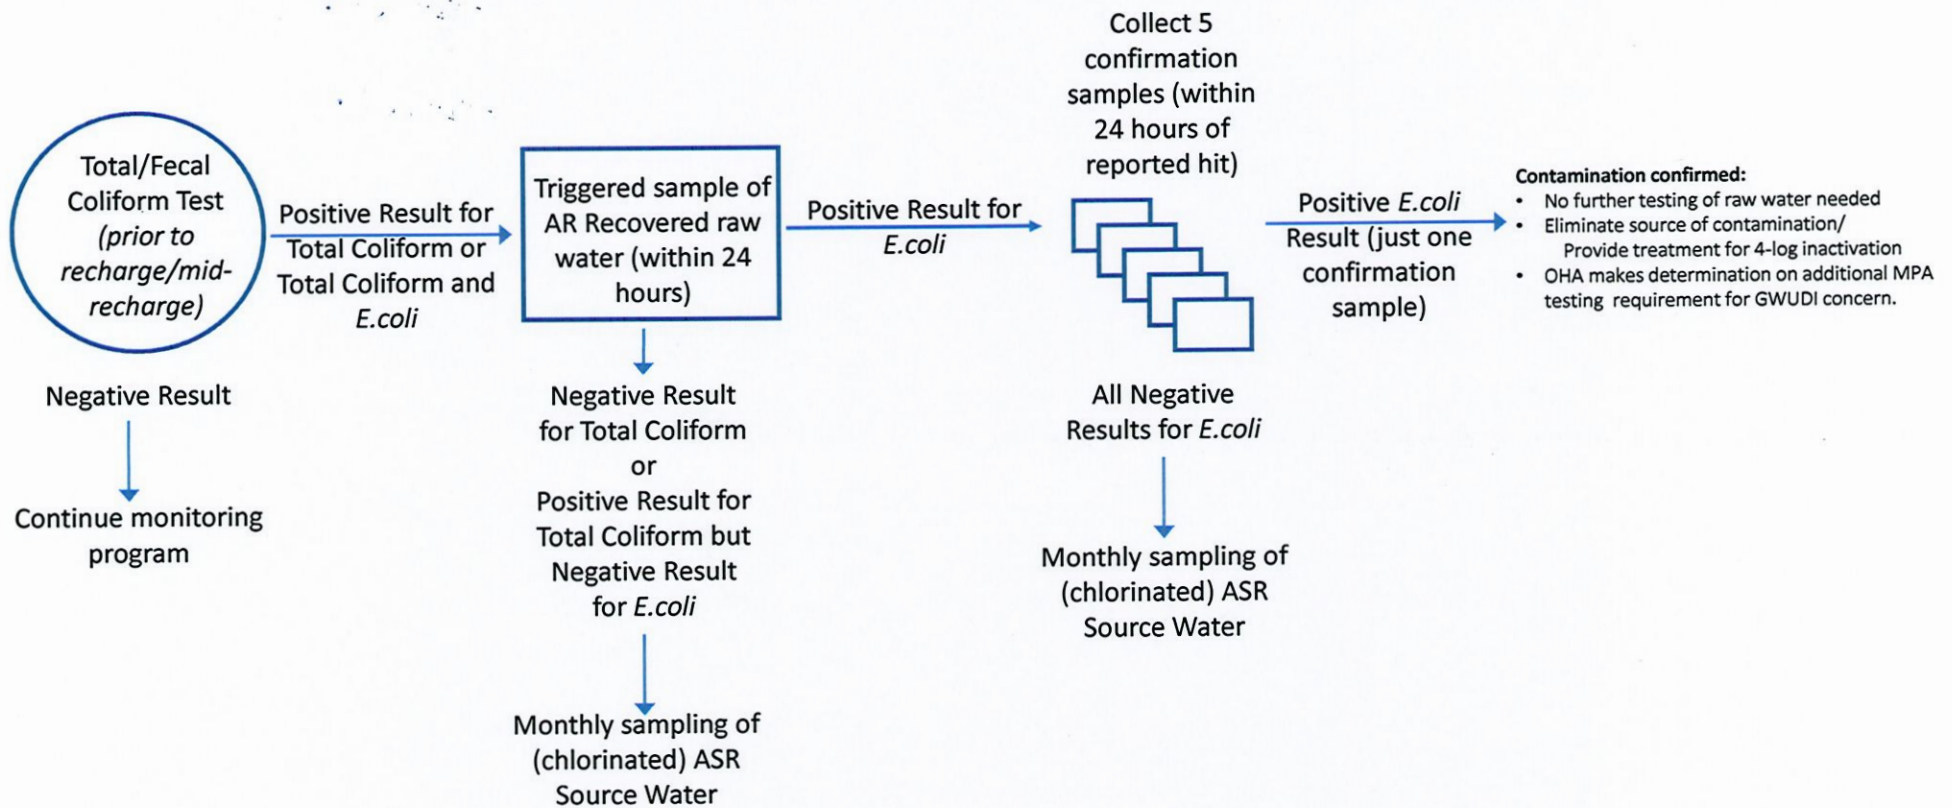 Total/Fecal
Coliform Test
(prior to
recharge/mid-
recharge)
Negative Result
Continue monitoring
program
Positive Result for
Total Coliform or
Total Coliform and
E.coli
Triggered sample of
AR Recovered raw
water (within 24
hours)
Negative Result
for Total Coliform
or
Positive Result for
Total Coliform but
Negative Result
for E.coli
Monthly sampling of
(chlorinated) ASR
Source Water
Positive Result for
E.coli
Collect 5
confirmation
samples (within
24 hours of
reported hit)
All Negative
Results for E.coli
Monthly sampling of
(chlorinated) ASR
Source Water
Positive E.coli
Result (just one
confirmation
sample)
Contamination confirmed:
• No further testing of raw water needed
• Eliminate source of contamination/
Provide treatment for 4-log inactivation
• OHA makes determination on additional MPA
testing requirement for GWUDI concern.